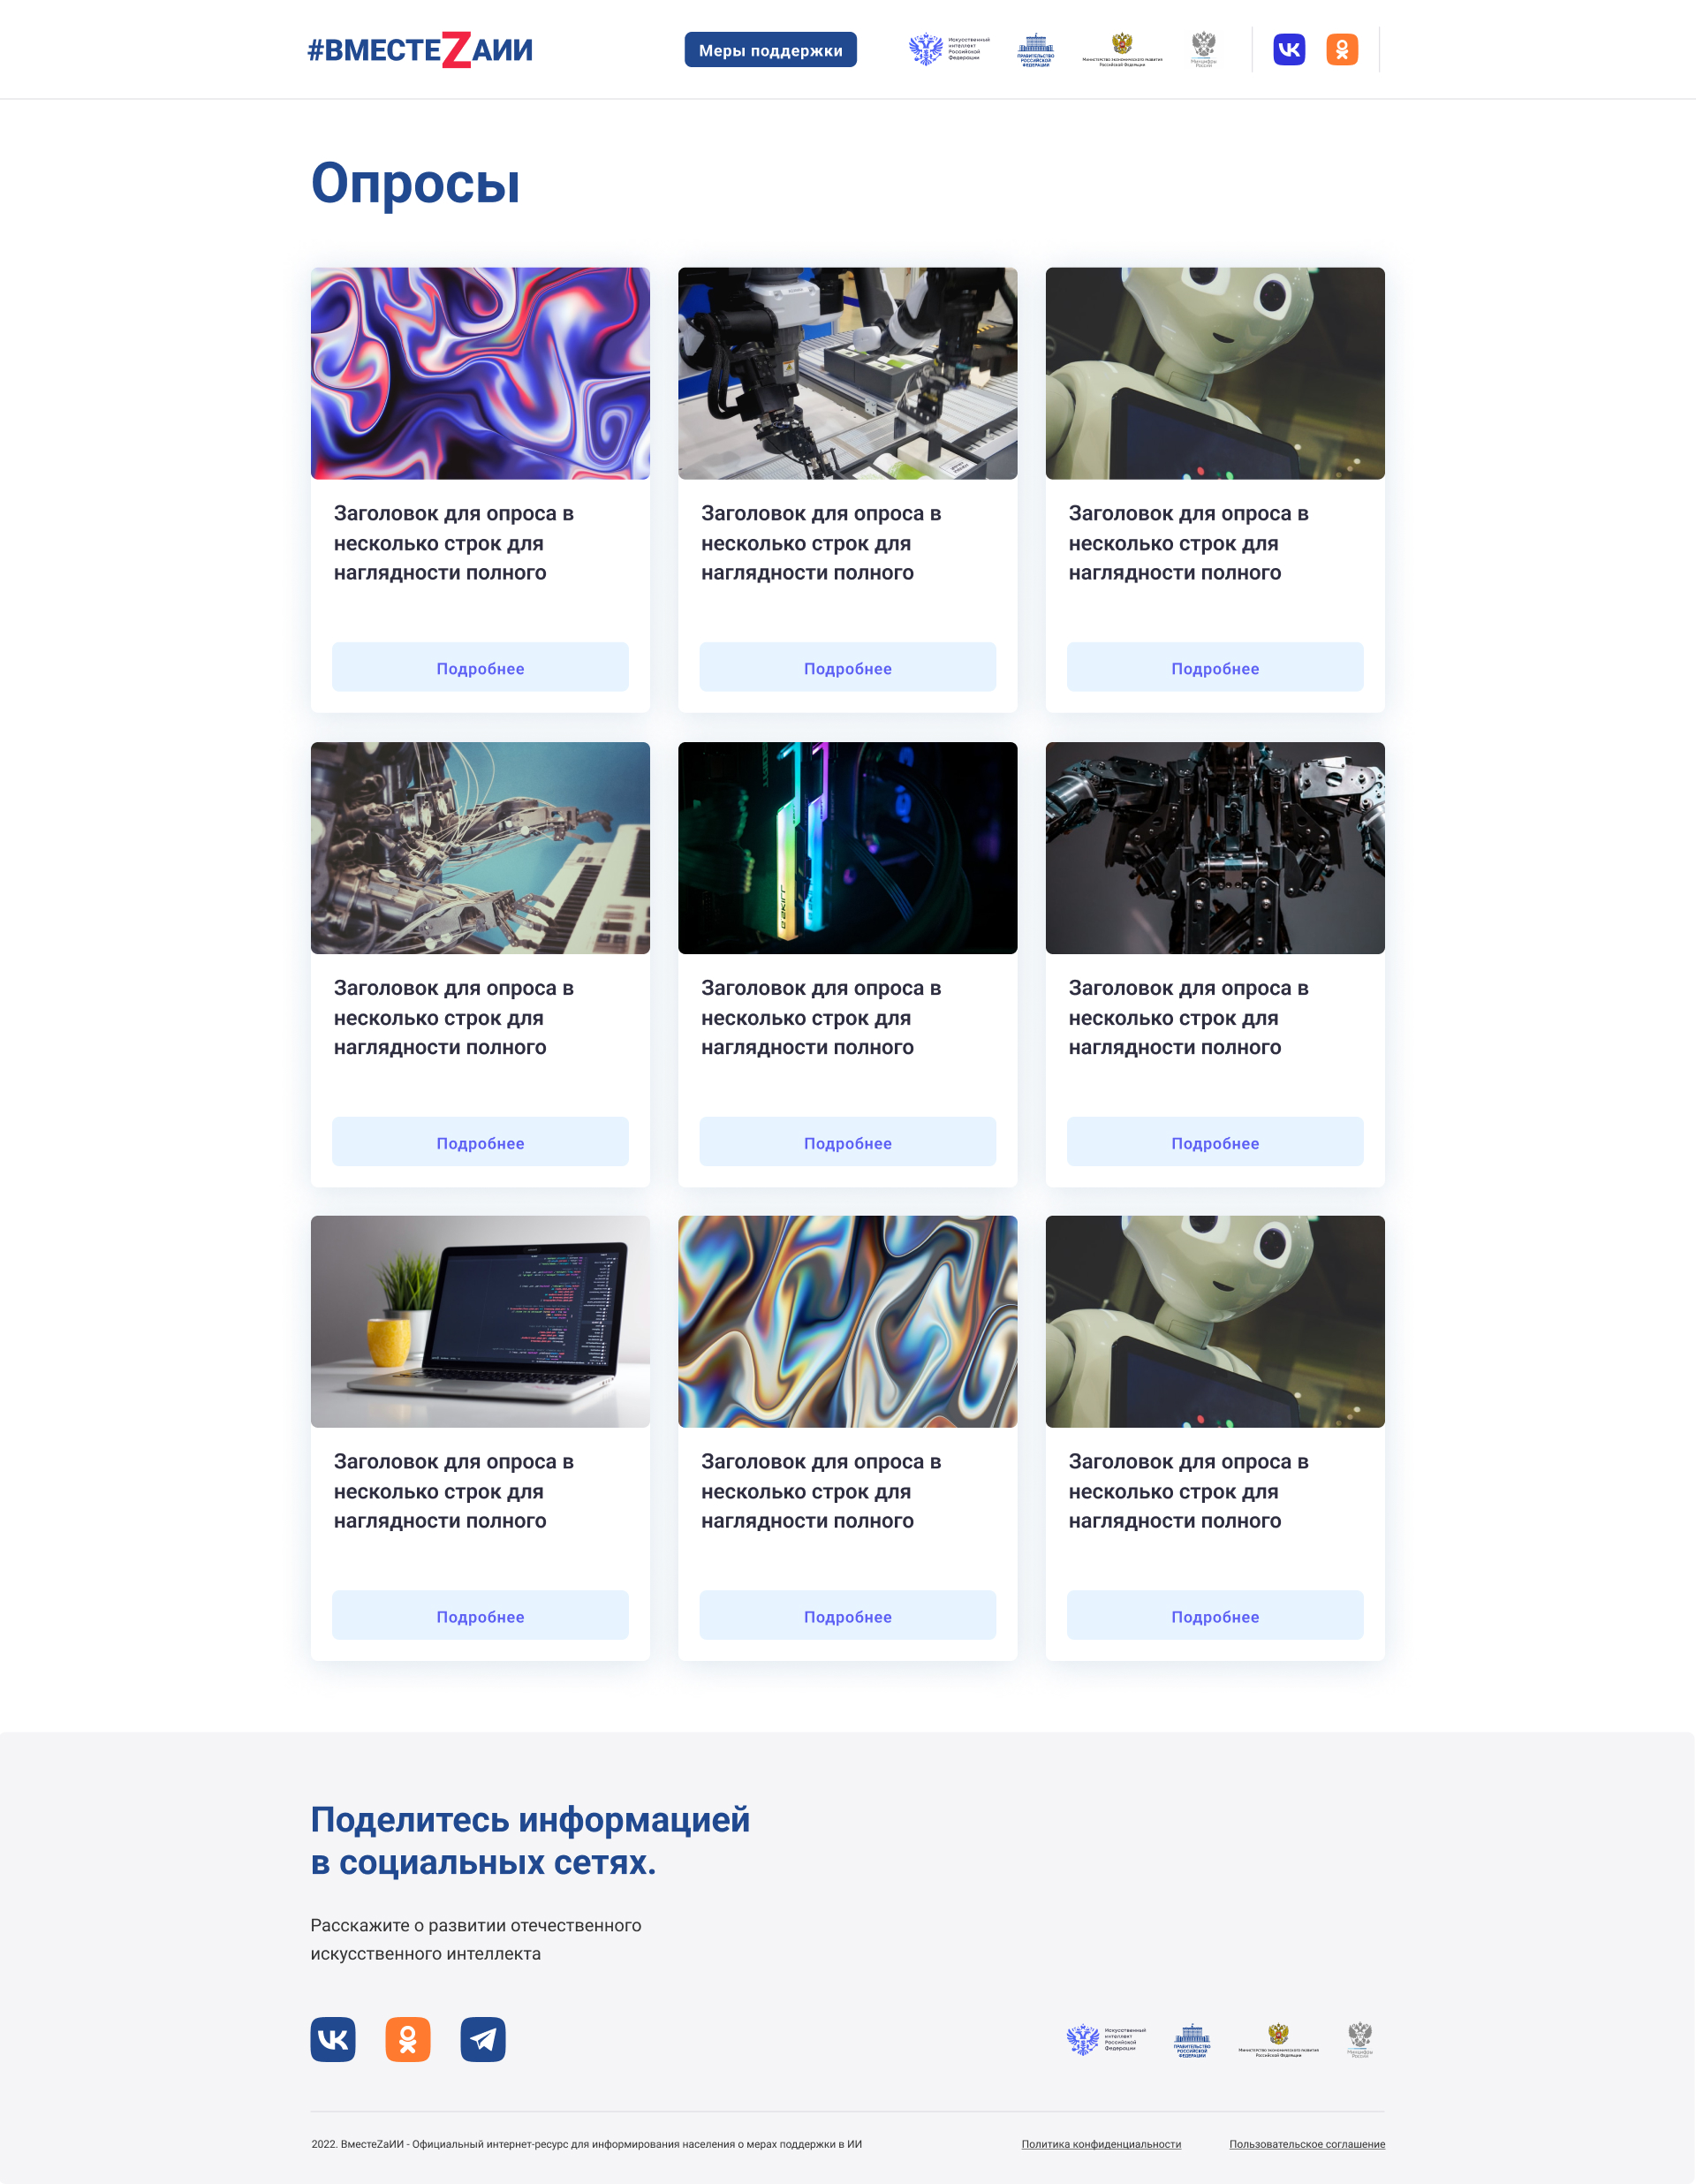 #ВМЕСТЕZАИИ
Меры поддержки
Искусственный
интеллект
Российской
Федерации
ПРАВИТЕЛЬСТВО
РОССИЙСКОЙ
ФЕДЕРАЦИИ
Министерство экономического развития
Российской Федерации
Минцифры
России
Опросы
Заголовок для опроса в
несколько строк для
наглядности полного
Подробнее
Заголовок для опроса в
несколько строк для
наглядности полного
Подробнее
Заголовок для опроса в
несколько строк для
наглядности полного
Подробнее
Заголовок для опроса в
несколько строк для
наглядности полного
Подробнее
Заголовок для опроса в
несколько строк для
наглядности полного
Подробнее
Заголовок для опроса в
несколько строк для
наглядности полного
Подробнее
Заголовок для опроса в
несколько строк для
наглядности полного
Подробнее
Заголовок для опроса в
несколько строк для
наглядности полного
Подробнее
Заголовок для опроса в
несколько строк для
наглядности полного
Подробнее
Поделитесь информацией
в социальных сетях.
Расскажите о развитии отечественного
искусственного интеллекта
Искусственный
интеллект
Российской
Федерации
ПРАВИТЕЛЬСТВО
РОССИЙСКОЙ
ФЕДЕРАЦИИ
Министерство экономического развития
Российской Федерации
Минцифры
России
2022. ВместеZаИИ - Официальный интернет-ресурс для информирования населения о мерах поддержки в ИИ
Политика конфиденциальности
Пользовательское соглашение